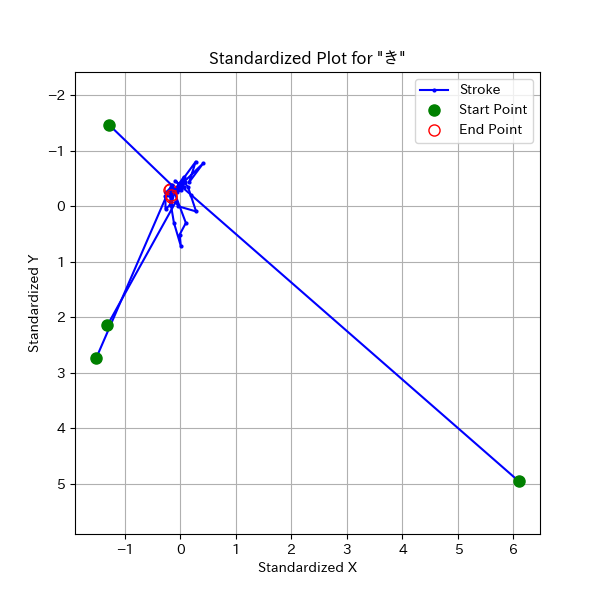 Standardized Plot for "き"
Stroke
Start Point
End Point
−2
−1
0
1
2
3
4
5
Standardized Y
−1 0 1 2 3 4 5 6
Standardized X